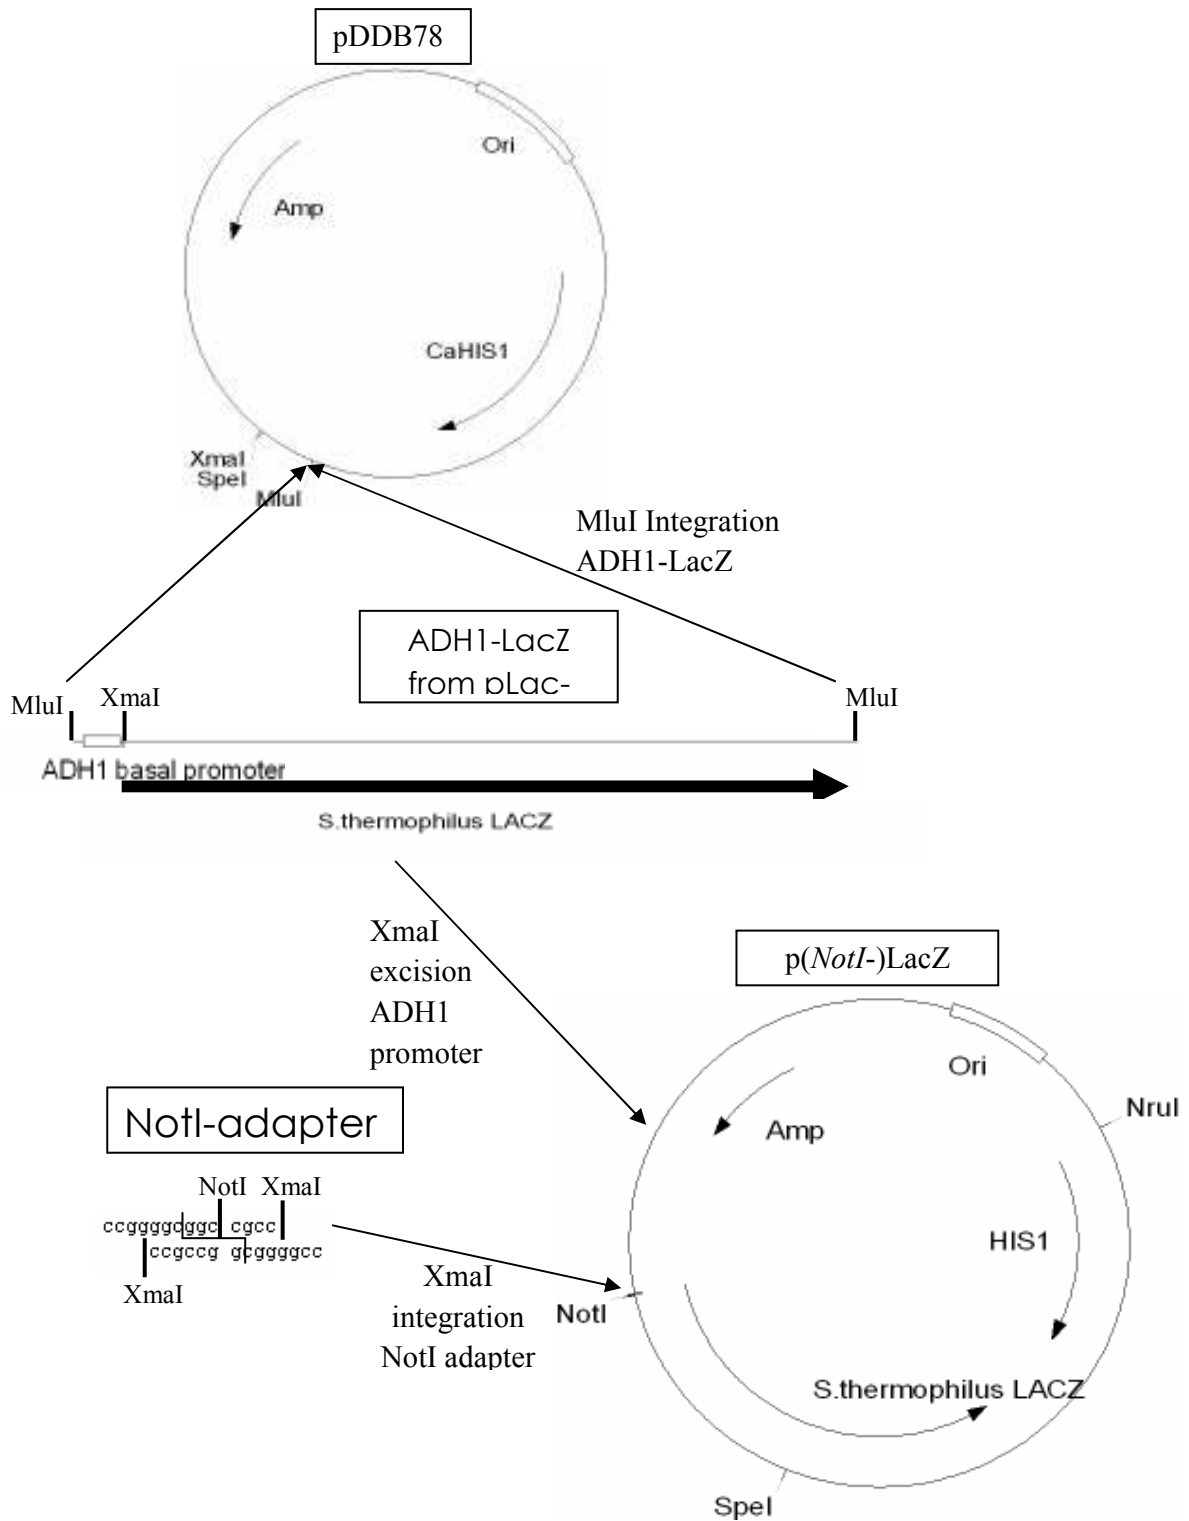 pDDB78
Ori
Amp
CaHIS1
XmaI
SpeI
MluI
MluI Integration
ADH1-LacZ
ADH1-LacZ
from pLac-
MluI
XmaI
MluI
ADH1 basal promoter
S.thermophilus LACZ
XmaI
excision
ADH1
promoter
p(NotI-)LacZ
Ori
NruI
Amp
NotI-adapter
NotI XmaI
ccggggcggc cgcc
ccgccg gcggggcc
XmaI
HIS1
XmaI
integration
NotI adapter
NotI
S.thermophilus LACZ
SpeI